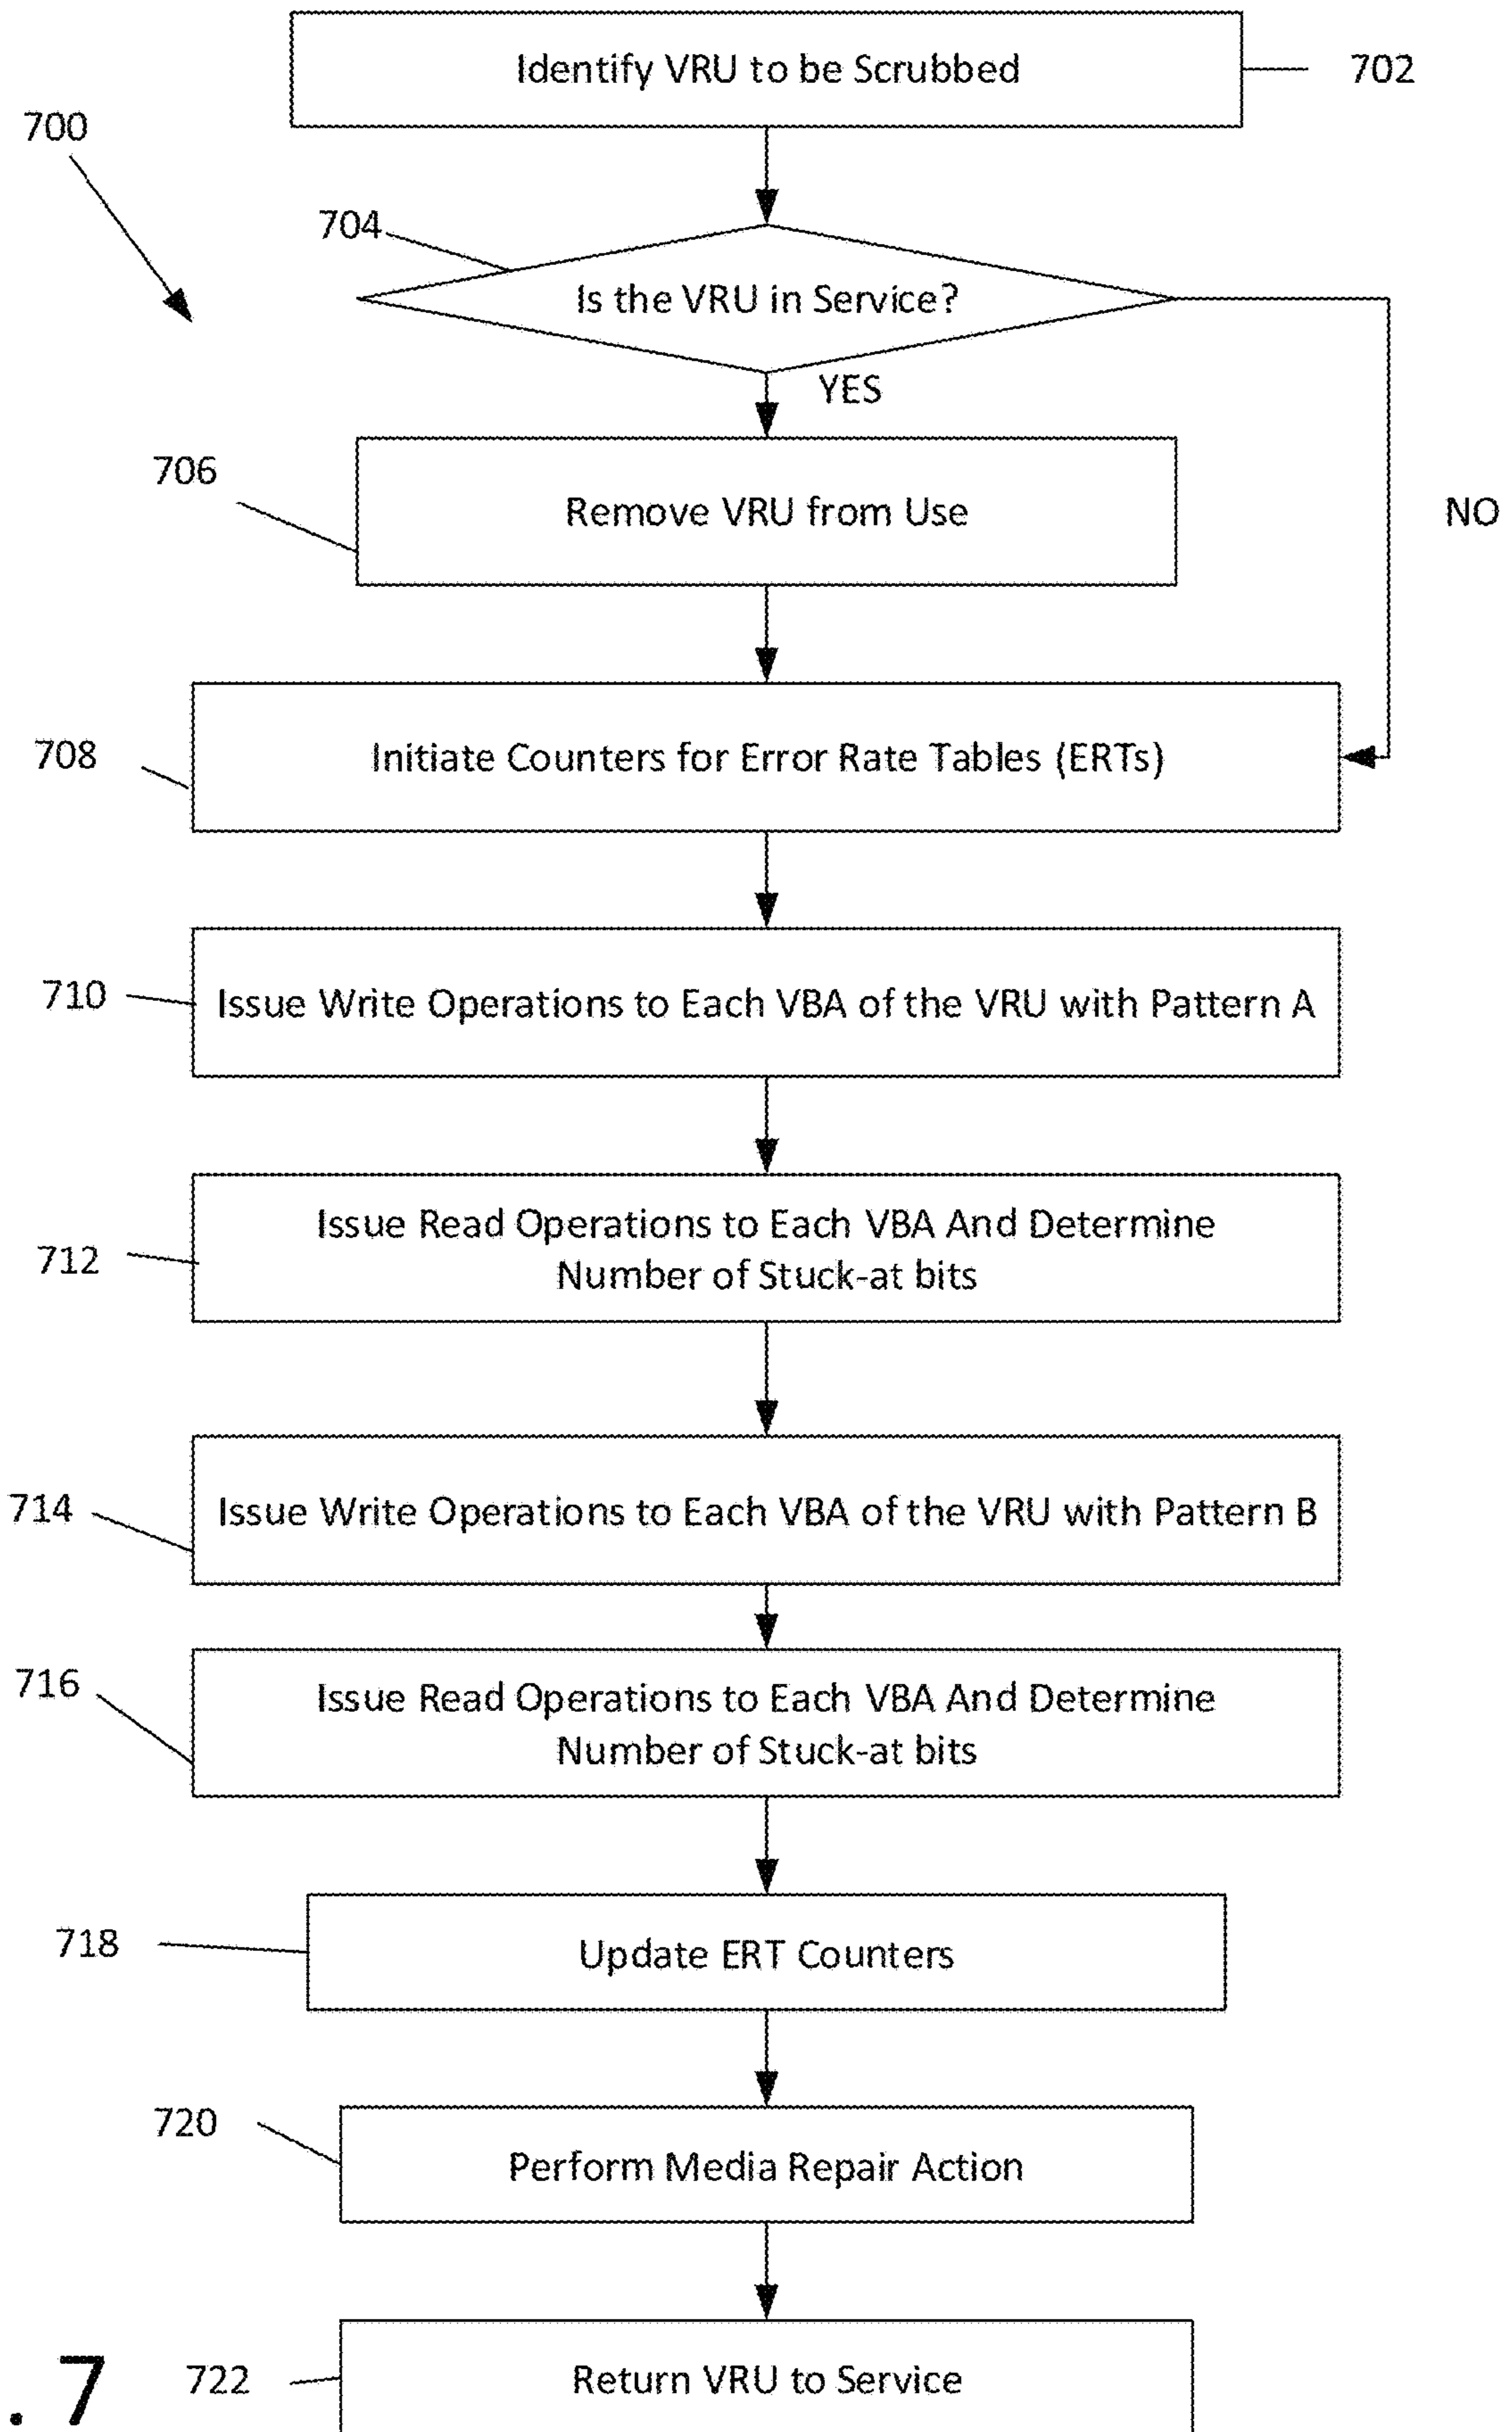 Identify VRU to be Scrubbed
702
700
704
Is the VRU in Service?
YES
706
Remove VRU from Use
NO
708
Initiate Counters for Error Rate Tables (ERTs)
710
Issue Write Operations to Each VBA of the VRU with Pattern A
712
Issue Read Operations to Each VBA And Determine
Number of Stuck-at bits
714
Issue Write Operations to Each VBA of the VRU with Pattern B
716
Issue Read Operations to Each VBA And Determine
Number of Stuck-at bits
718
Update ERT Counters
720
Perform Media Repair Action
. 7
722
Return VRU to Service